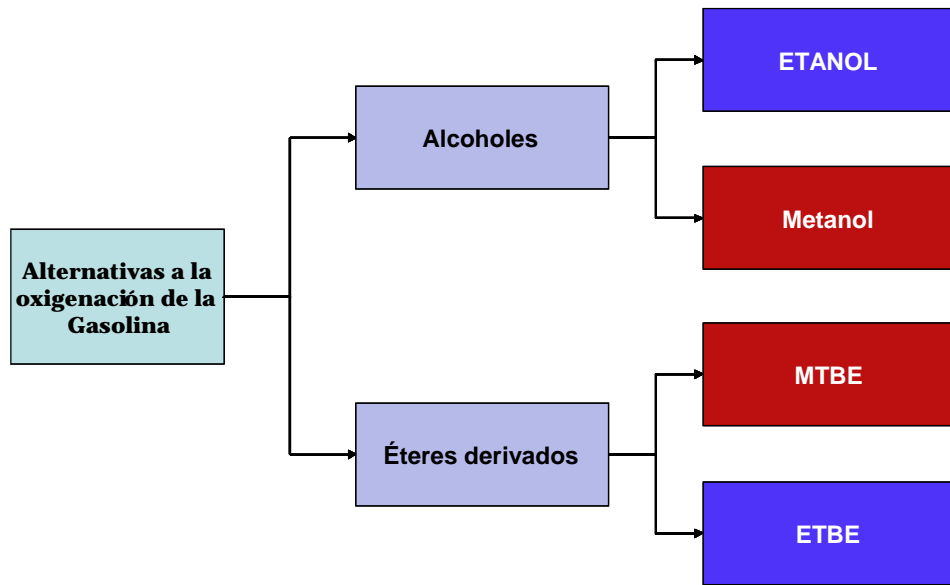 Alternativas a la
oxigenación de la
Gasolina
Alcoholes
ETANOL
Metanol
Éteres derivados
MTBE
ETBE